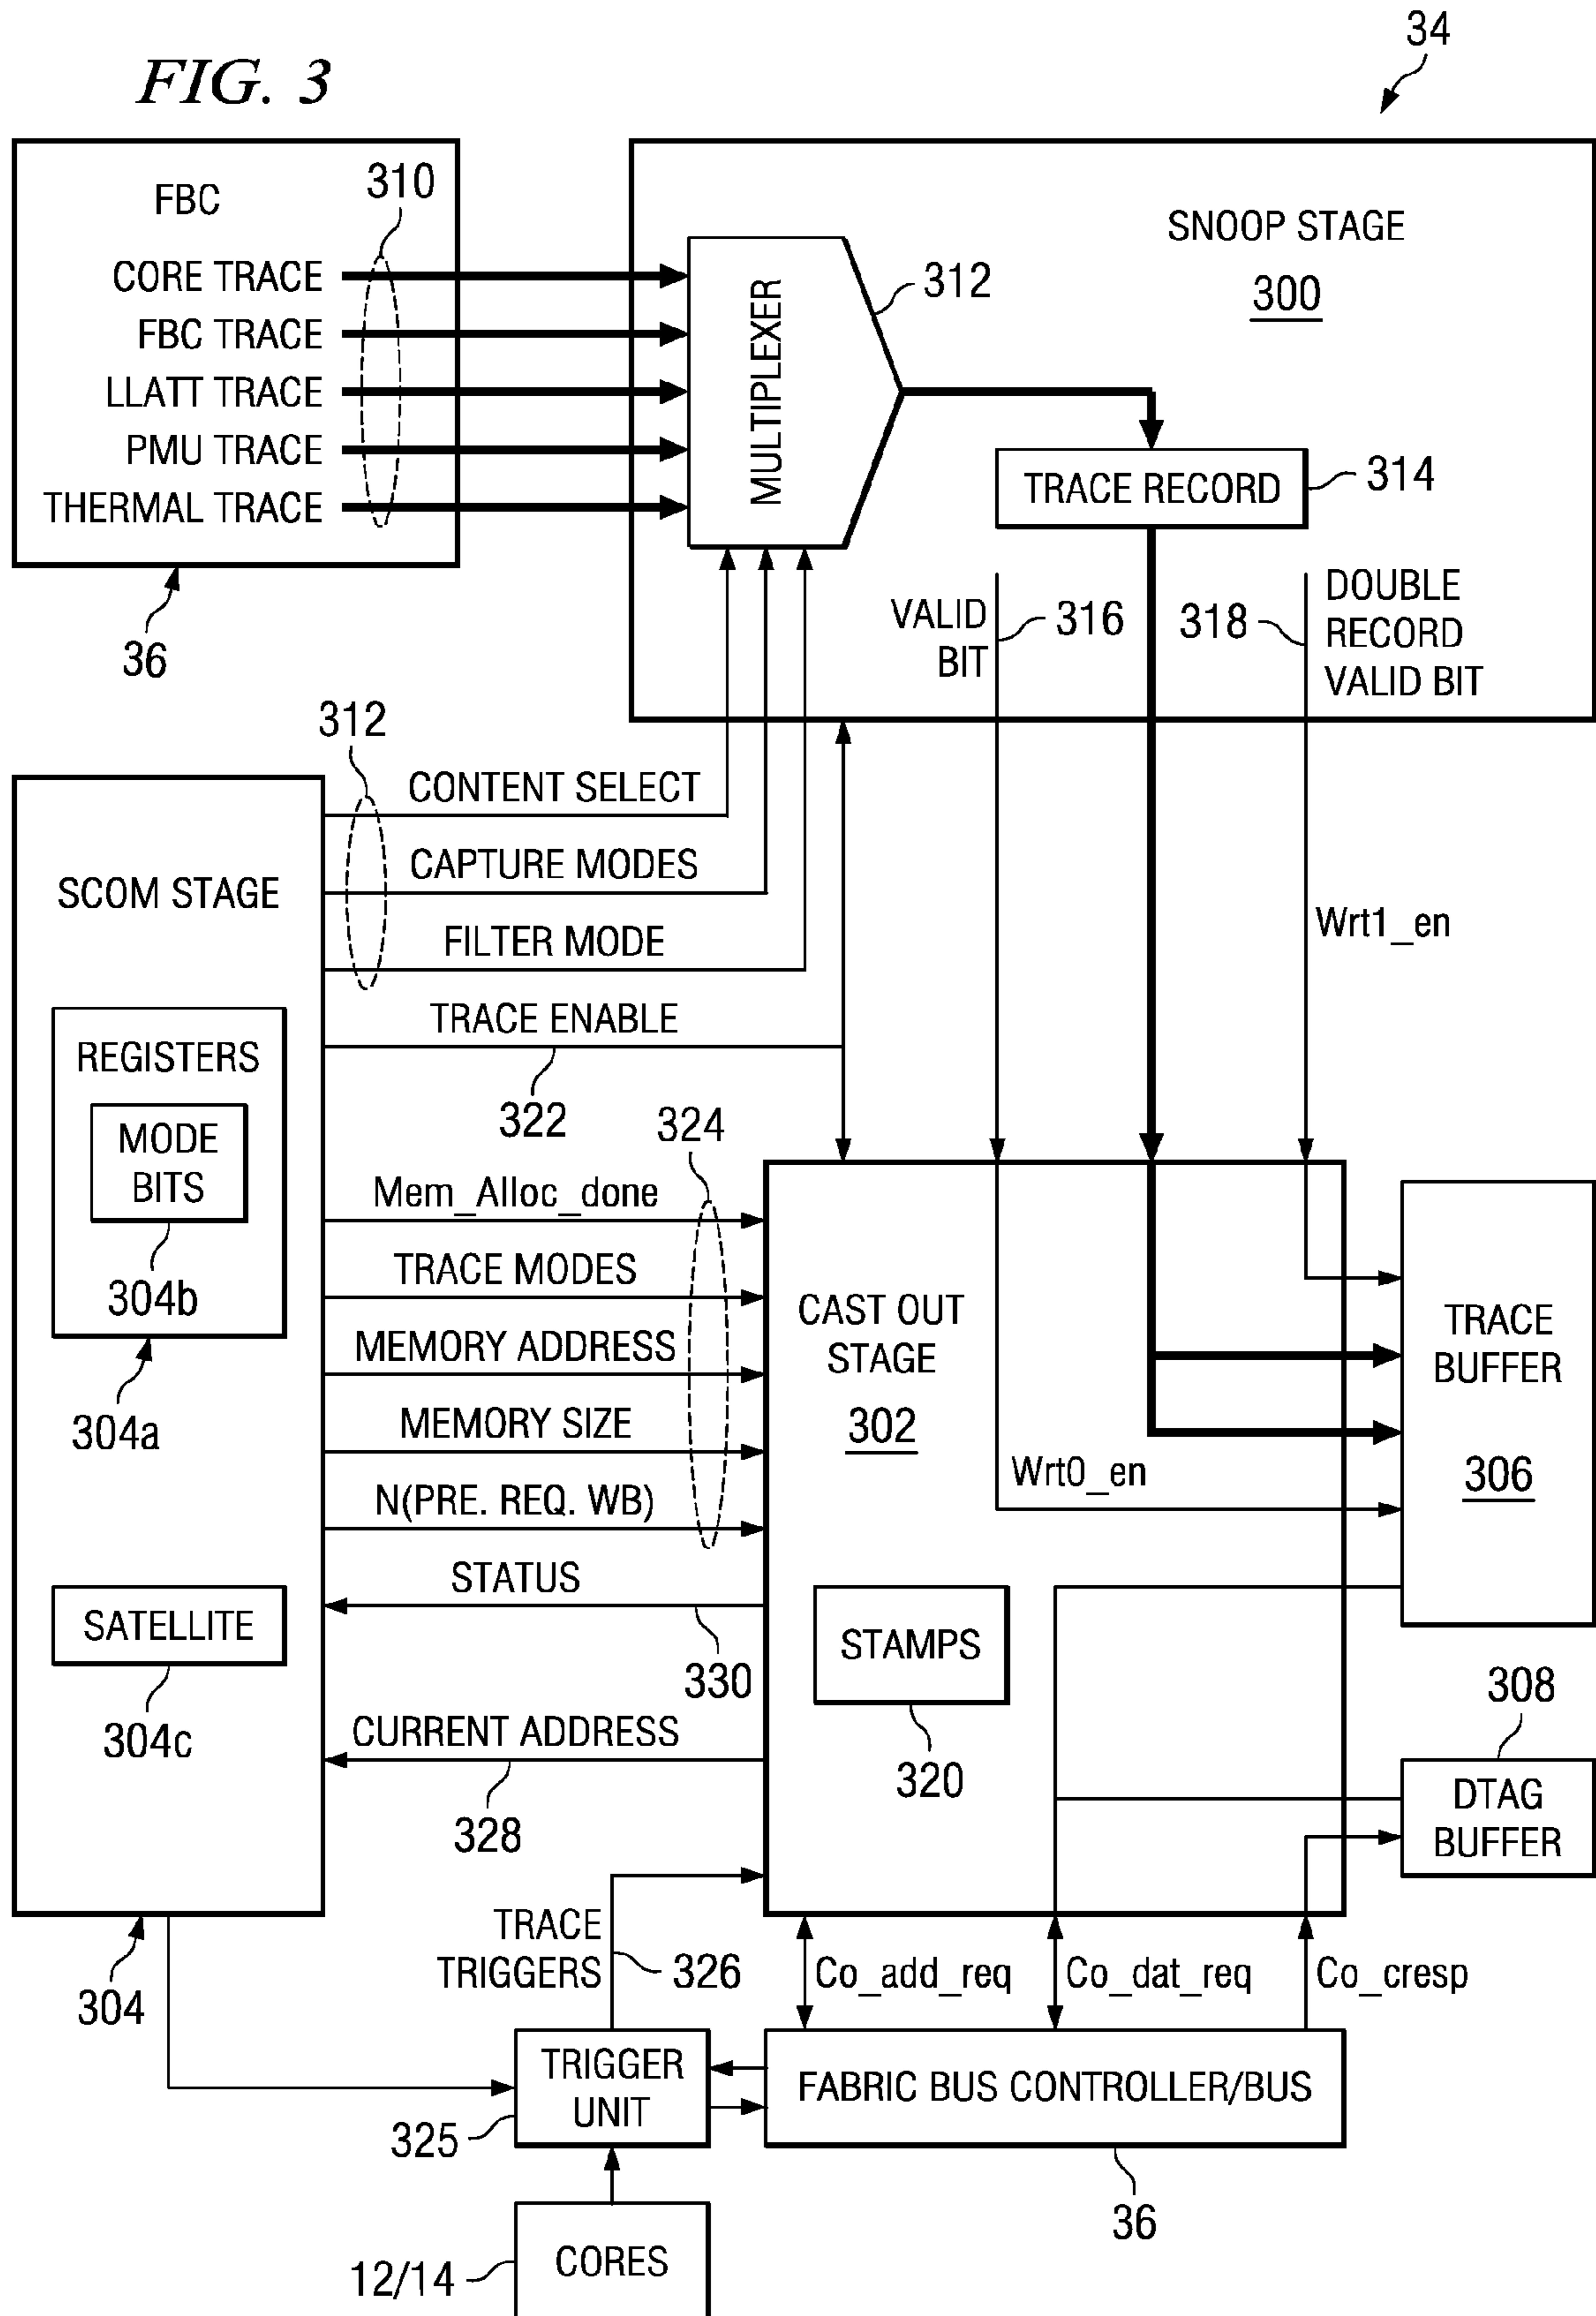 FIG. 3
34
FBC
310
CORE TRACE
FBC TRACE
LLATT TRACE
PMU TRACE
THERMAL TRACE
36
SNOOP STAGE
300
MULTIPLEXER
312
TRACE RECORD
314
VALID
BIT
316
318
DOUBLE
RECORD
VALID BIT
312
CONTENT SELECT
CAPTURE MODES
FILTER MODE
TRACE ENABLE
322
Wrt1_en
SCOM STAGE
REGISTERS
MODE
BITS
304b
304a
SATELLITE
304c
304
324
Mem_Alloc_done
TRACE MODES
MEMORY ADDRESS
MEMORY SIZE
N(PRE. REQ. WB)
STATUS
330
CURRENT ADDRESS
328
CAST OUT
STAGE
302
Wrt0_en
STAMPS
320
TRACE
BUFFER
306
308
DTAG
BUFFER
TRACE
TRIGGERS
326
Co_add_req
Co_dat_req
Co_cresp
TRIGGER
UNIT
325
FABRIC BUS CONTROLLER/BUS
36
CORES
12/14